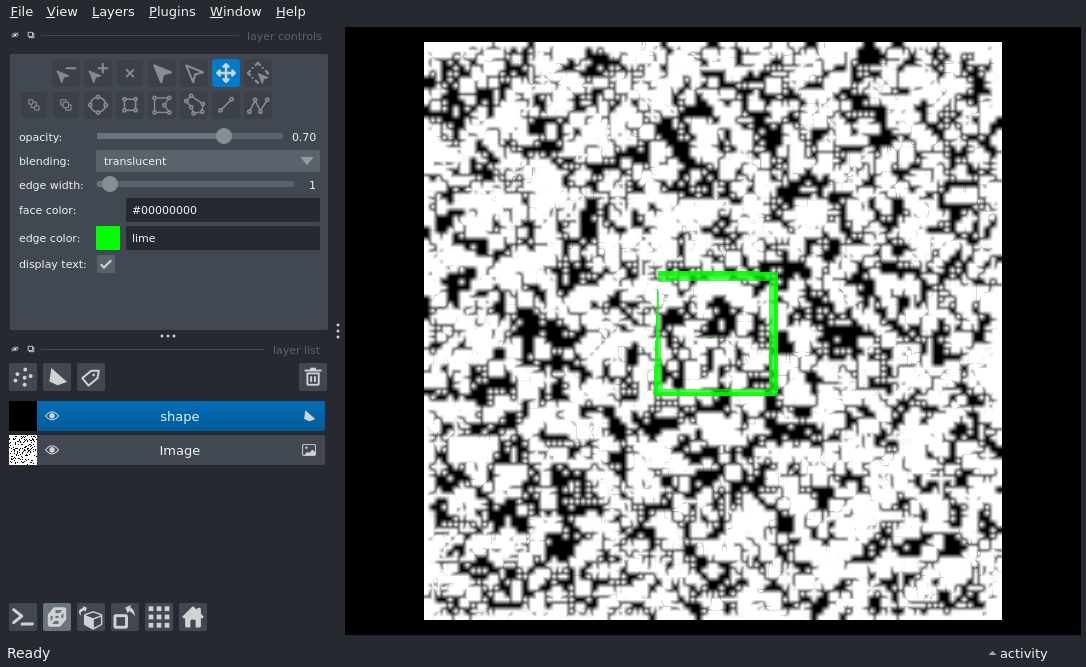 File View Layers Plugins Window Help
layer controls
opacity: 0.70
blending: translucent
edge width: 1
face color: #00000000
edge color: lime
display text:
layer list
shape
Image
Ready
activity